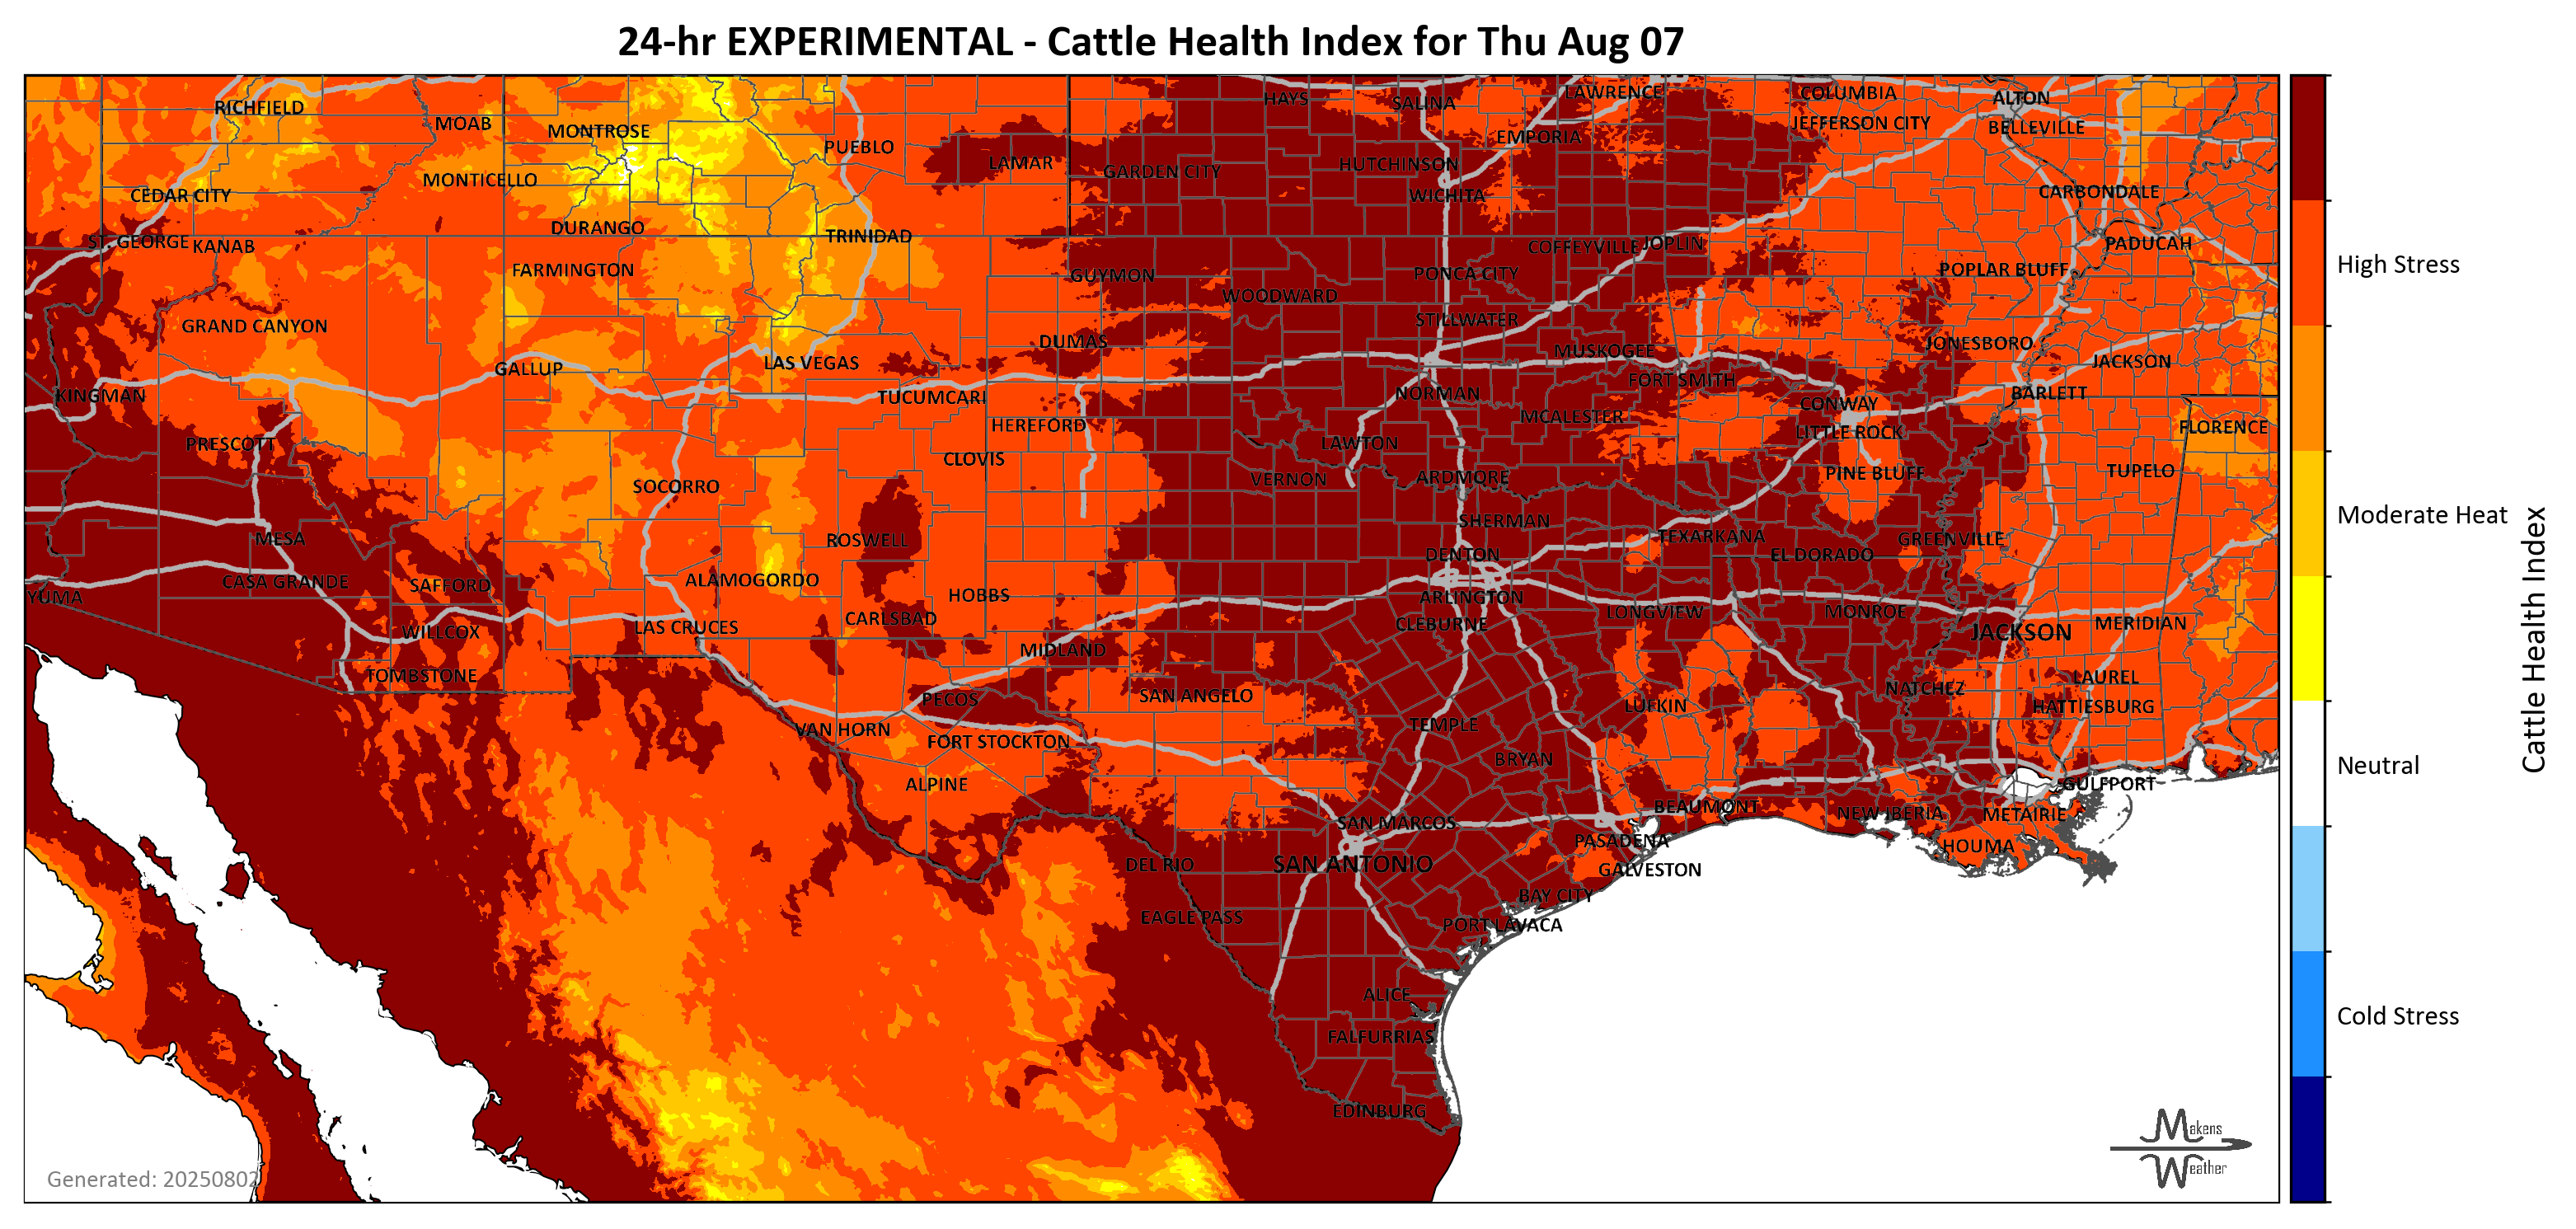 24-hr EXPERIMENTAL - Cattle Health Index for Thu Aug 07
RICHFIELD
MOAB
MONTROSE
PUEBLO
LAMAR
HAYS
SALINA
LAWRENCE
COLUMBIA
ALTON
EMPORIA
JEFFERSON CITY
BELLEVILLE
CEDAR CITY
MONTICELLO
GARDEN CITY
HUTCHINSON
WICHITA
CARBONDALE
ST. GEORGE
KANAB
DURANGO
TRINIDAD
COFFEYVILLE
JOPLIN
PADUCAH
FARMINGTON
GUYMON
WOODWARD
PONCA CITY
POPLAR BLUFF
GRAND CANYON
DUMAS
STILLWATER
MUSKOGEE
JONESBORO
GALLUP
LAS VEGAS
FORT SMITH
JACKSON
KINGMAN
TUCUMCARI
NORMAN
CONWAY
BARLETT
PRESCOTT
HEREFORD
LAWTON
MCALESTER
LITTLE ROCK
FLORENCE
CLOVIS
SOCORRO
VERNON
ARDMORE
PINE BLUFF
TUPELO
MESA
ROSWELL
SHERMAN
TEXARKANA
GREENVILLE
DENTON
EL DORADO
YUMA
CASA GRANDE
SAFFORD
ALAMOGORDO
HOBBS
ARLINGTON
LONGVIEW
MONROE
WILLCOX
LAS CRUCES
CARLSBAD
CLEBURNE
JACKSON
MERIDIAN
TOMBSTONE
MIDLAND
PECOS
SAN ANGELO
LUFKIN
NATCHEZ
LAUREL
HATTIESBURG
VAN HORN
FORT STOCKTON
TEMPLE
BRYAN
ALPINE
GULFPORT
BEAUMONT
NEW IBERIA
METAIRIE
SAN MARCOS
PASADENA
HOUMA
DEL RIO
SAN ANTONIO
GALVESTON
BAY CITY
EAGLE PASS
PORT LAVACA
ALICE
FALFURRIAS
EDINBURG
High Stress
Moderate Heat
Neutral
Cold Stress
Cattle Health Index
Generated: 20250802
Makens
Weather